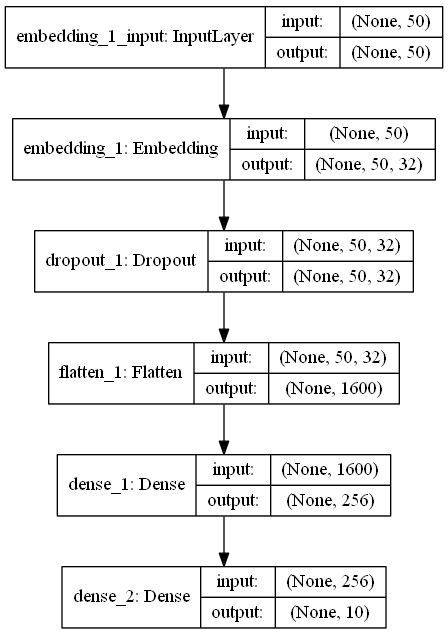 embedding_1_input: InputLayer
input:
(None, 50)
output:
(None, 50)
embedding_1: Embedding
input:
(None, 50)
output:
(None, 50, 32)
dropout_1: Dropout
input:
(None, 50, 32)
output:
(None, 50, 32)
flatten_1: Flatten
input:
(None, 50, 32)
output:
(None, 1600)
dense_1: Dense
input:
(None, 1600)
output:
(None, 256)
dense_2: Dense
input:
(None, 256)
output:
(None, 10)